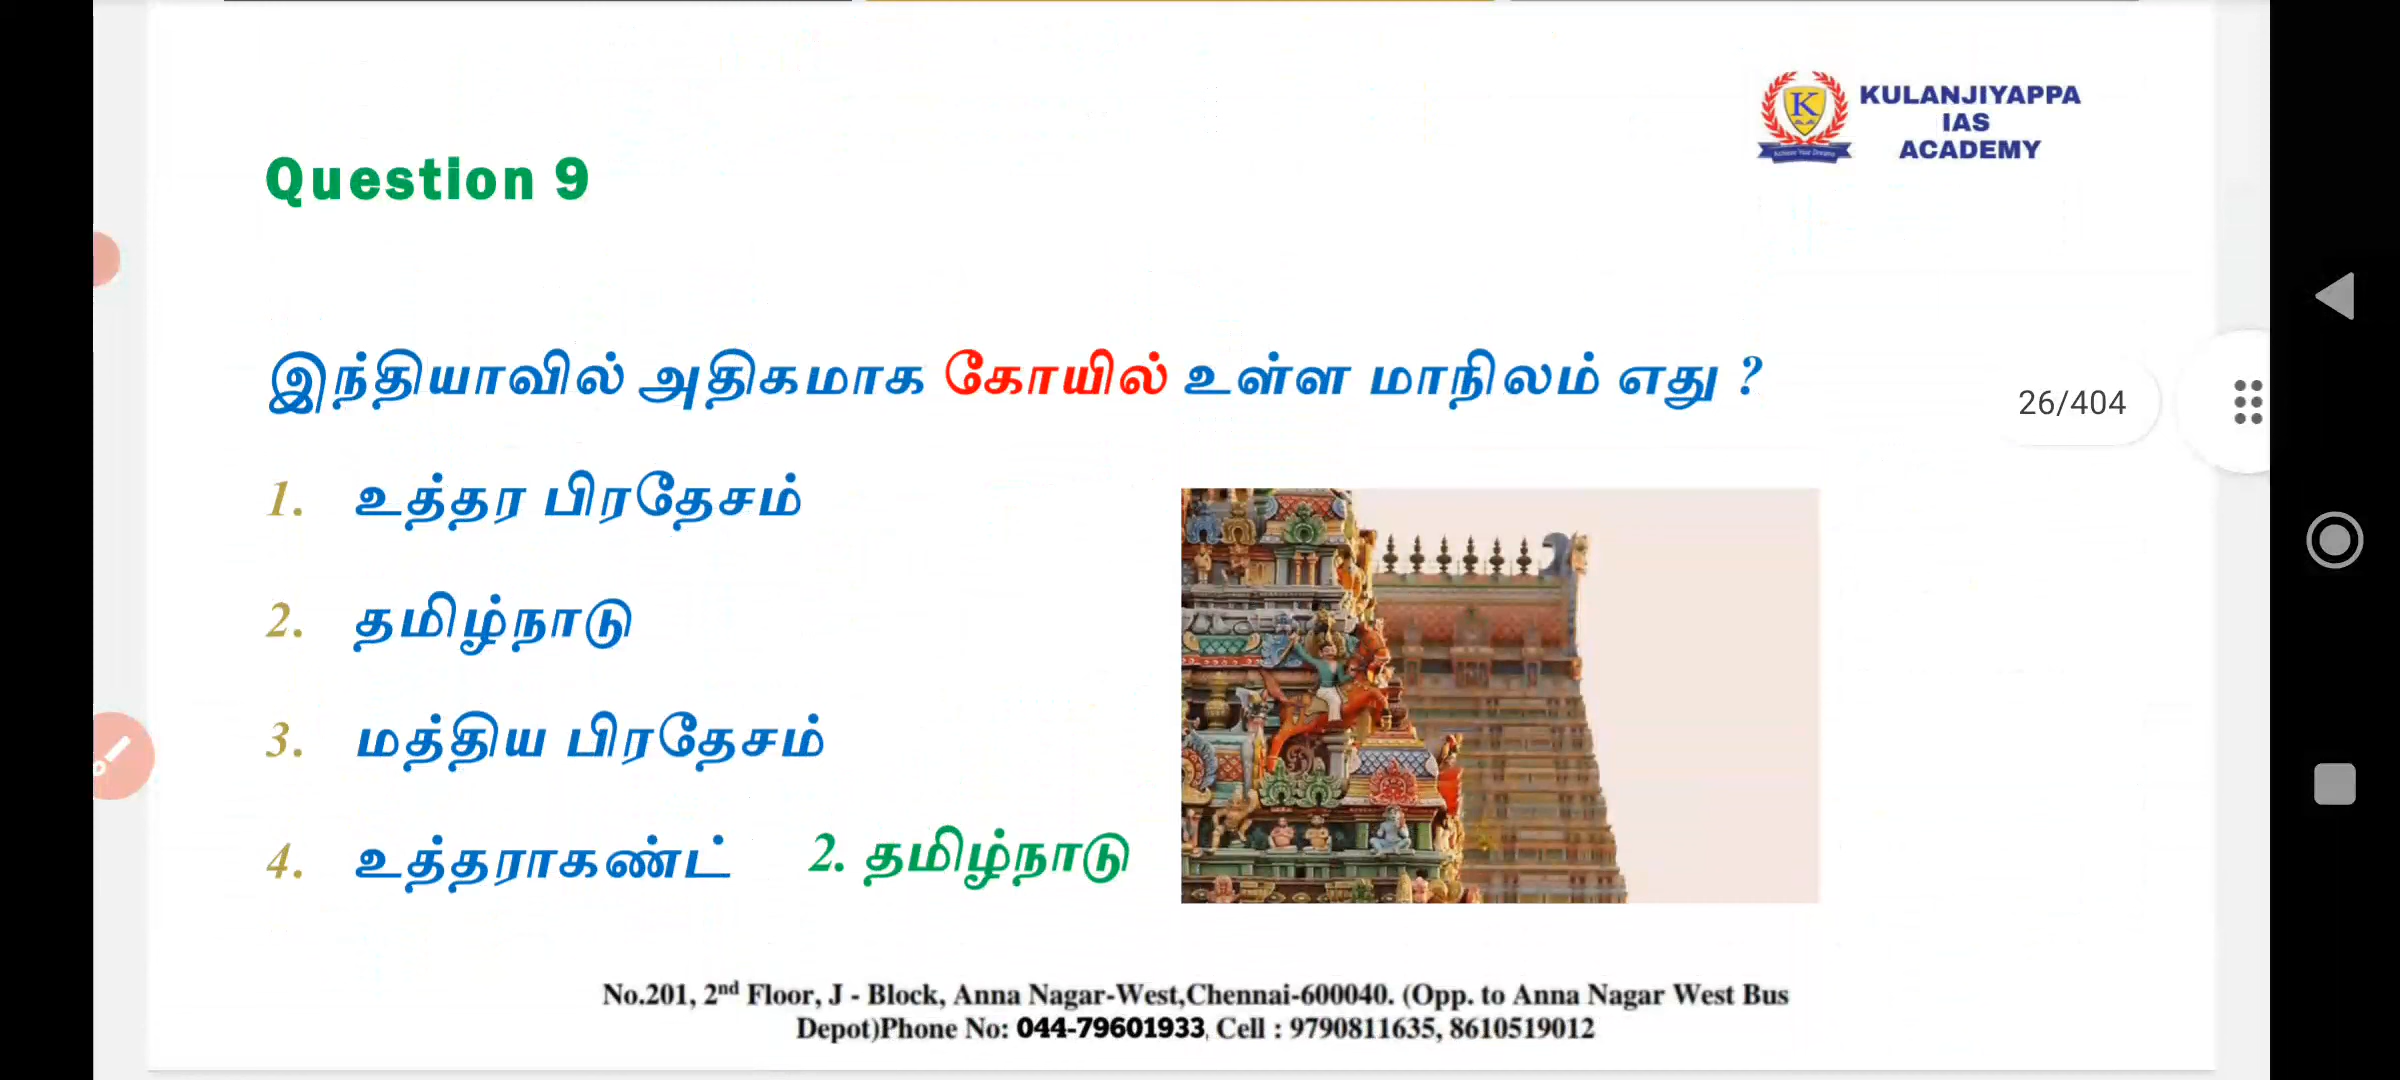 KULANJIYAPPA
IAS
ACADEMY
Question 9
இந்தியாவில் அதிகமாக கோயில் உள்ள மாநிலம் எது ?
26/404
1. உத்தர பிரதேசம்
2. தமிழ்நாடு
3. மத்திய பிரதேசம்
4. உத்தராகண்ட்
2. தமிழ்நாடு
No.201, 2nd Floor, J - Block, Anna Nagar-West,Chennai-600040. (Opp. to Anna Nagar West Bus
Depot)Phone No: 044-79601933, Cell : 9790811635, 8610519012